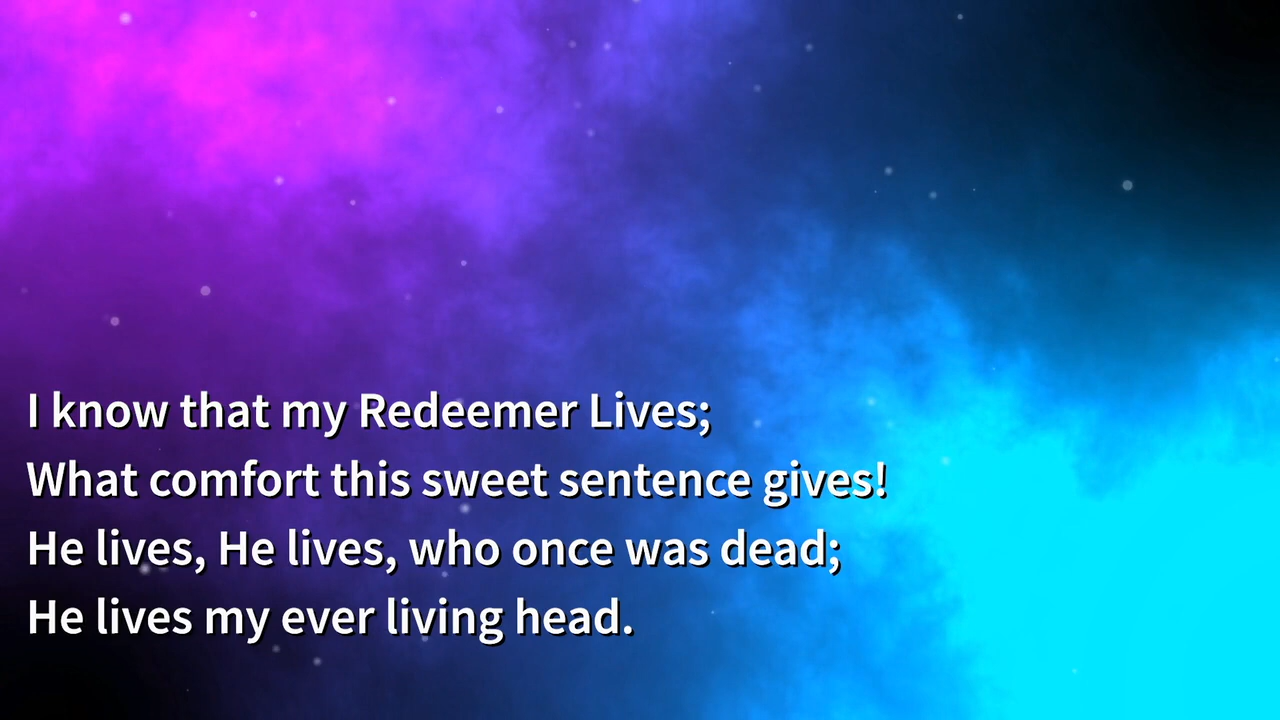 I know that my Redeemer Lives;
What comfort this sweet sentence gives!
He lives, He lives, who once was dead;
He lives my ever living head.